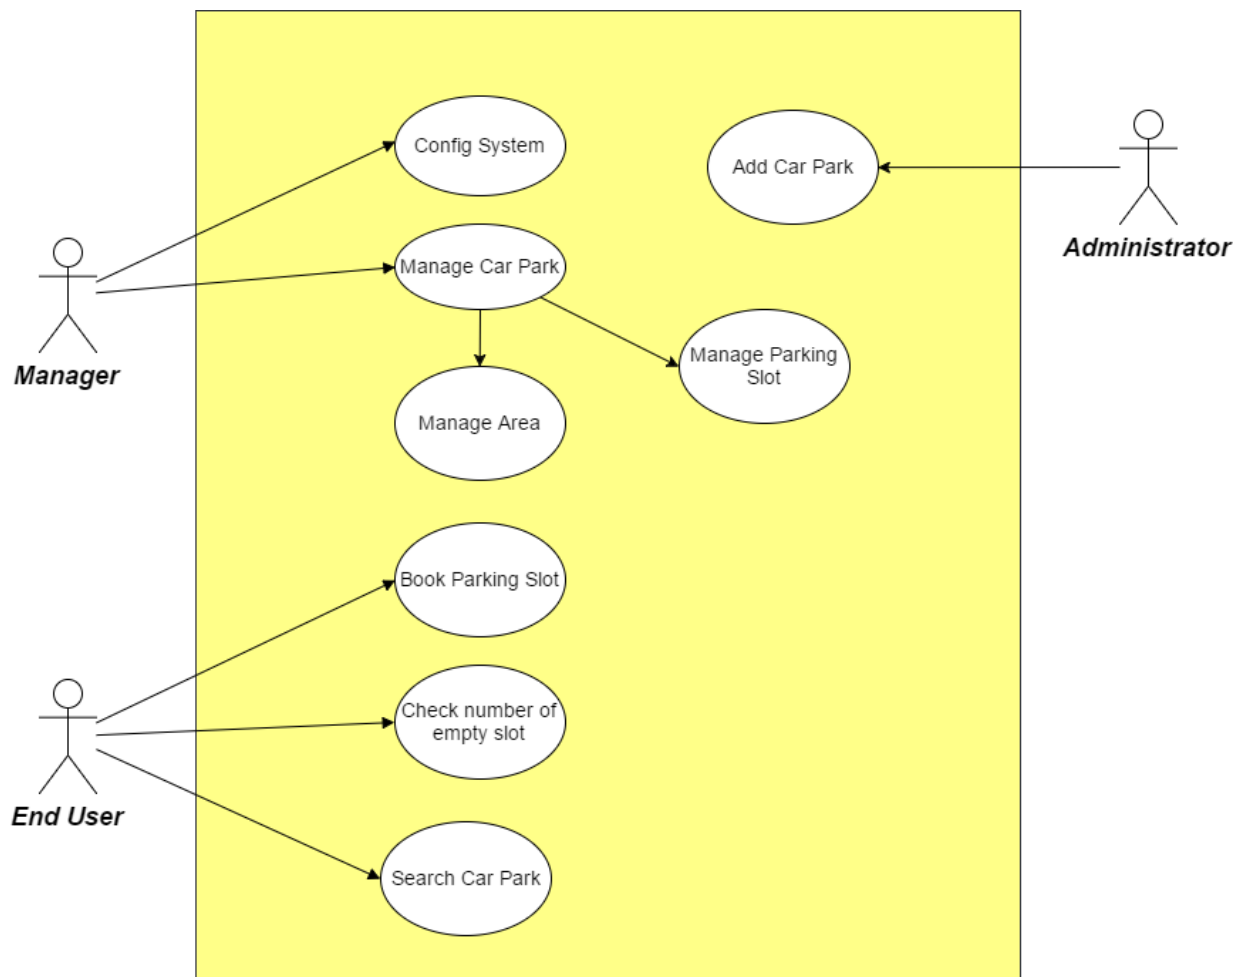 Config System
Add Car Park
Administrator
Manage Car Park
Manager
Manage Parking
Slot
Manage Area
Book Parking Slot
Check number of
empty slot
End User
Search Car Park